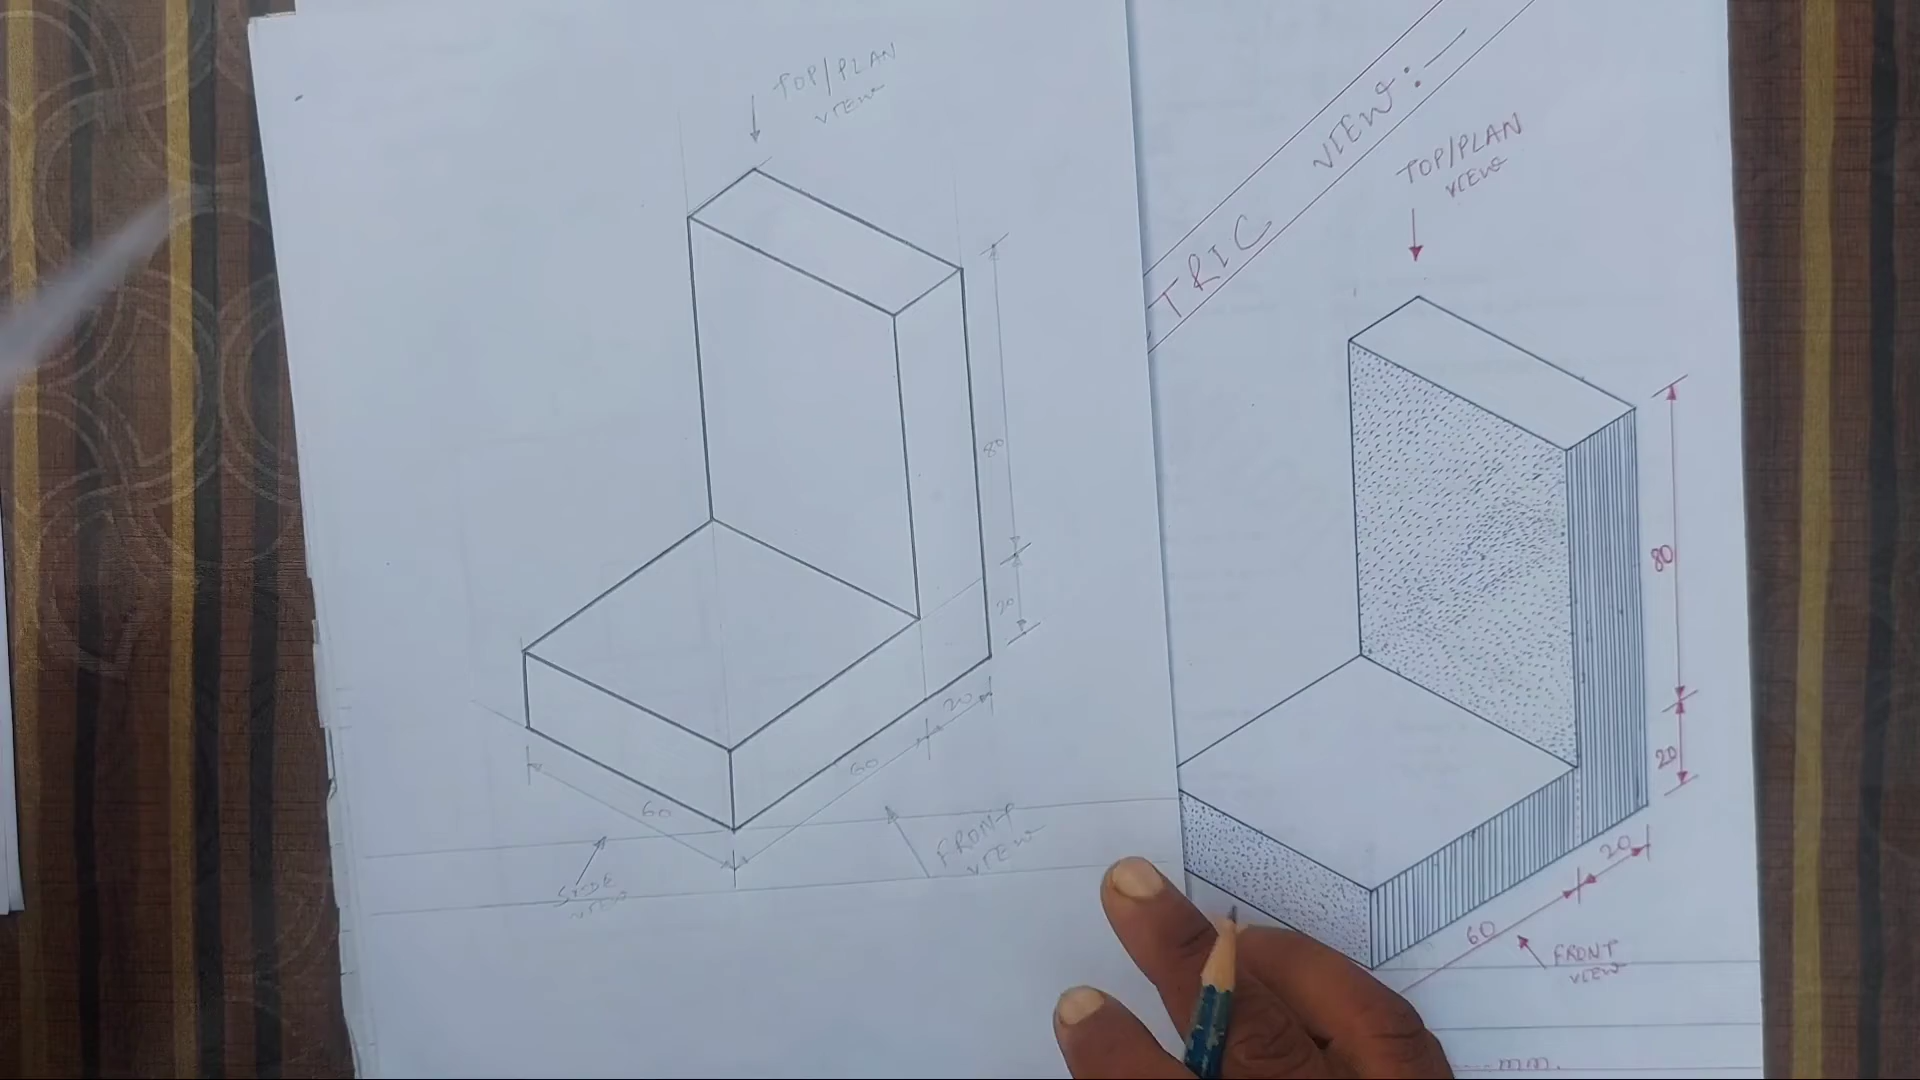 TOP/PLAN
VIEW
80
20
20
60
60
SIDE
VIEW
FRONT
VIEW
TRIC VIEW:-
TOP/PLAN
VIEW
80
20
20
60
FRONT
VIEW
mm.